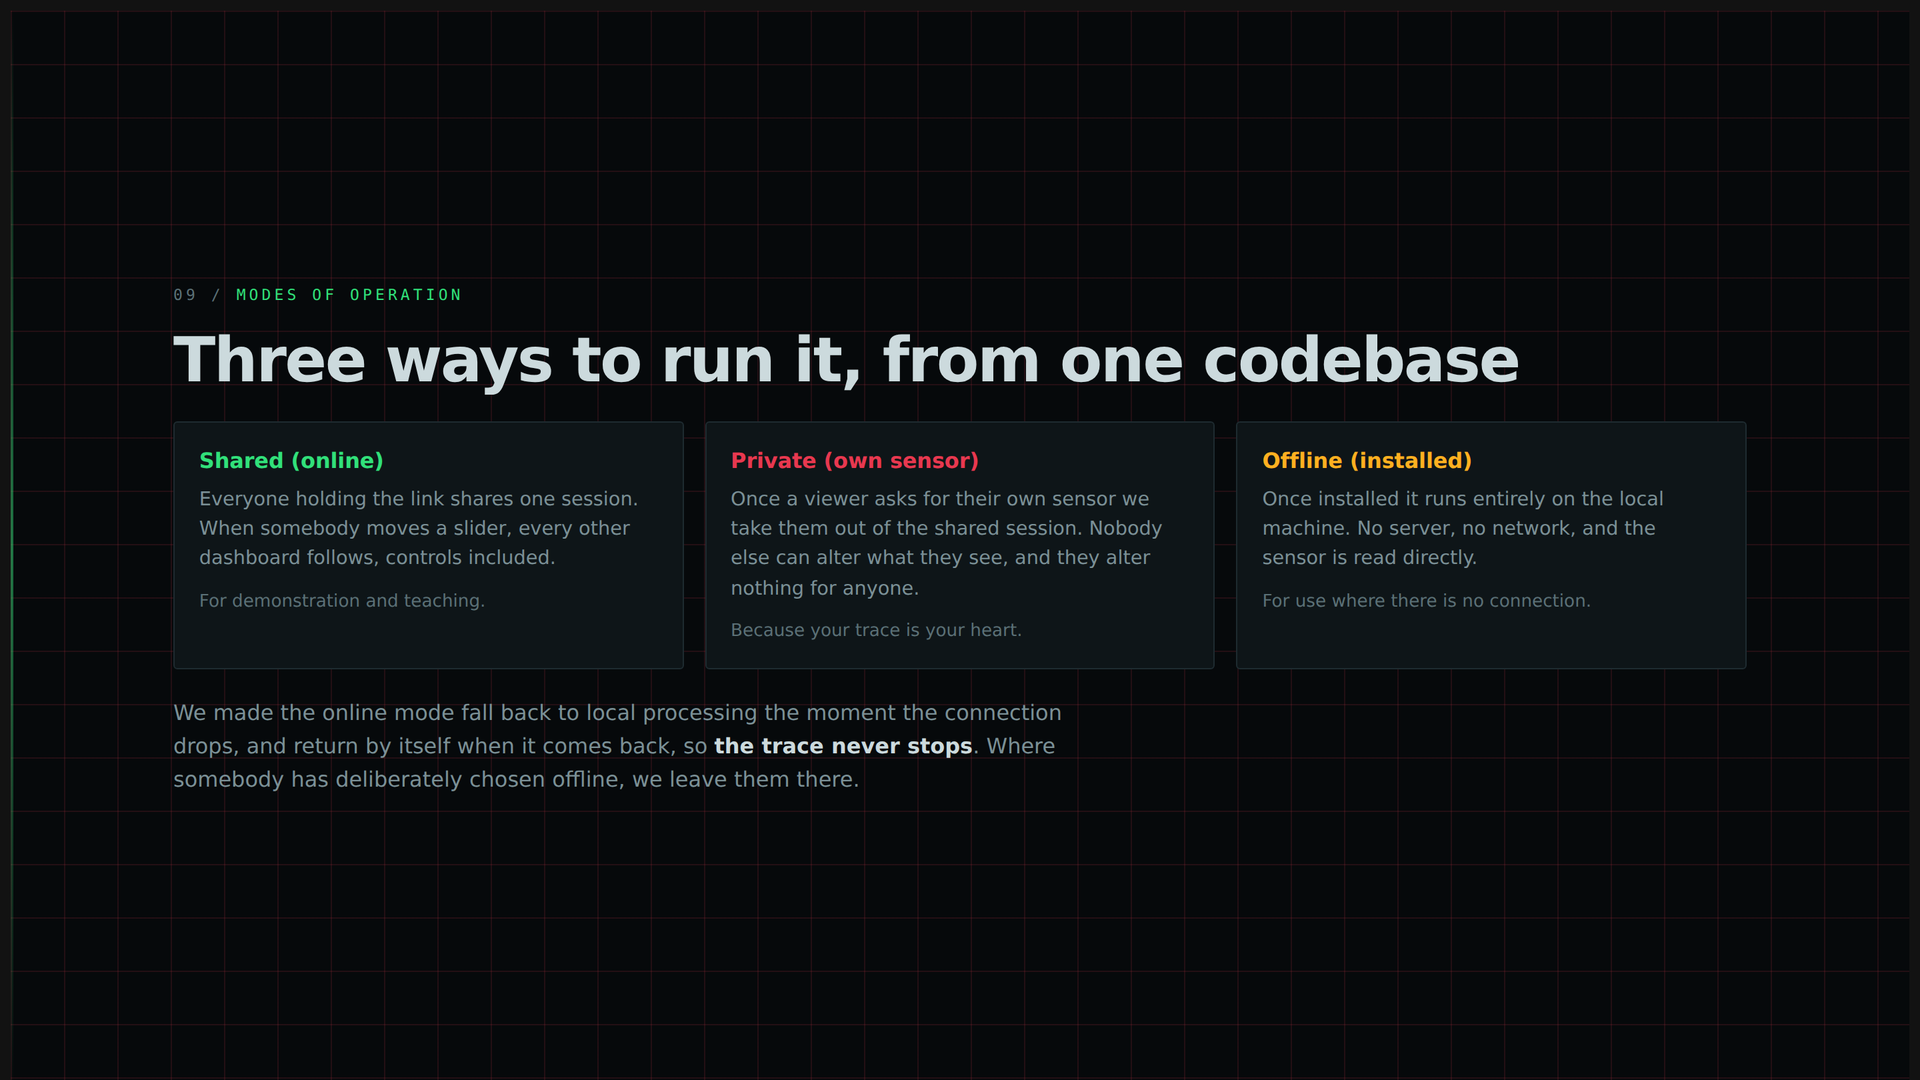 09 / MODES OF OPERATION
Three ways to run it, from one codebase
Shared (online)
Everyone holding the link shares one session.
When somebody moves a slider, every other
dashboard follows, controls included.
For demonstration and teaching.
Private (own sensor)
Once a viewer asks for their own sensor we
take them out of the shared session. Nobody
else can alter what they see, and they alter
nothing for anyone.
Because your trace is your heart.
Offline (installed)
Once installed it runs entirely on the local
machine. No server, no network, and the
sensor is read directly.
For use where there is no connection.
We made the online mode fall back to local processing the moment the connection
drops, and return by itself when it comes back, so the trace never stops. Where
somebody has deliberately chosen offline, we leave them there.